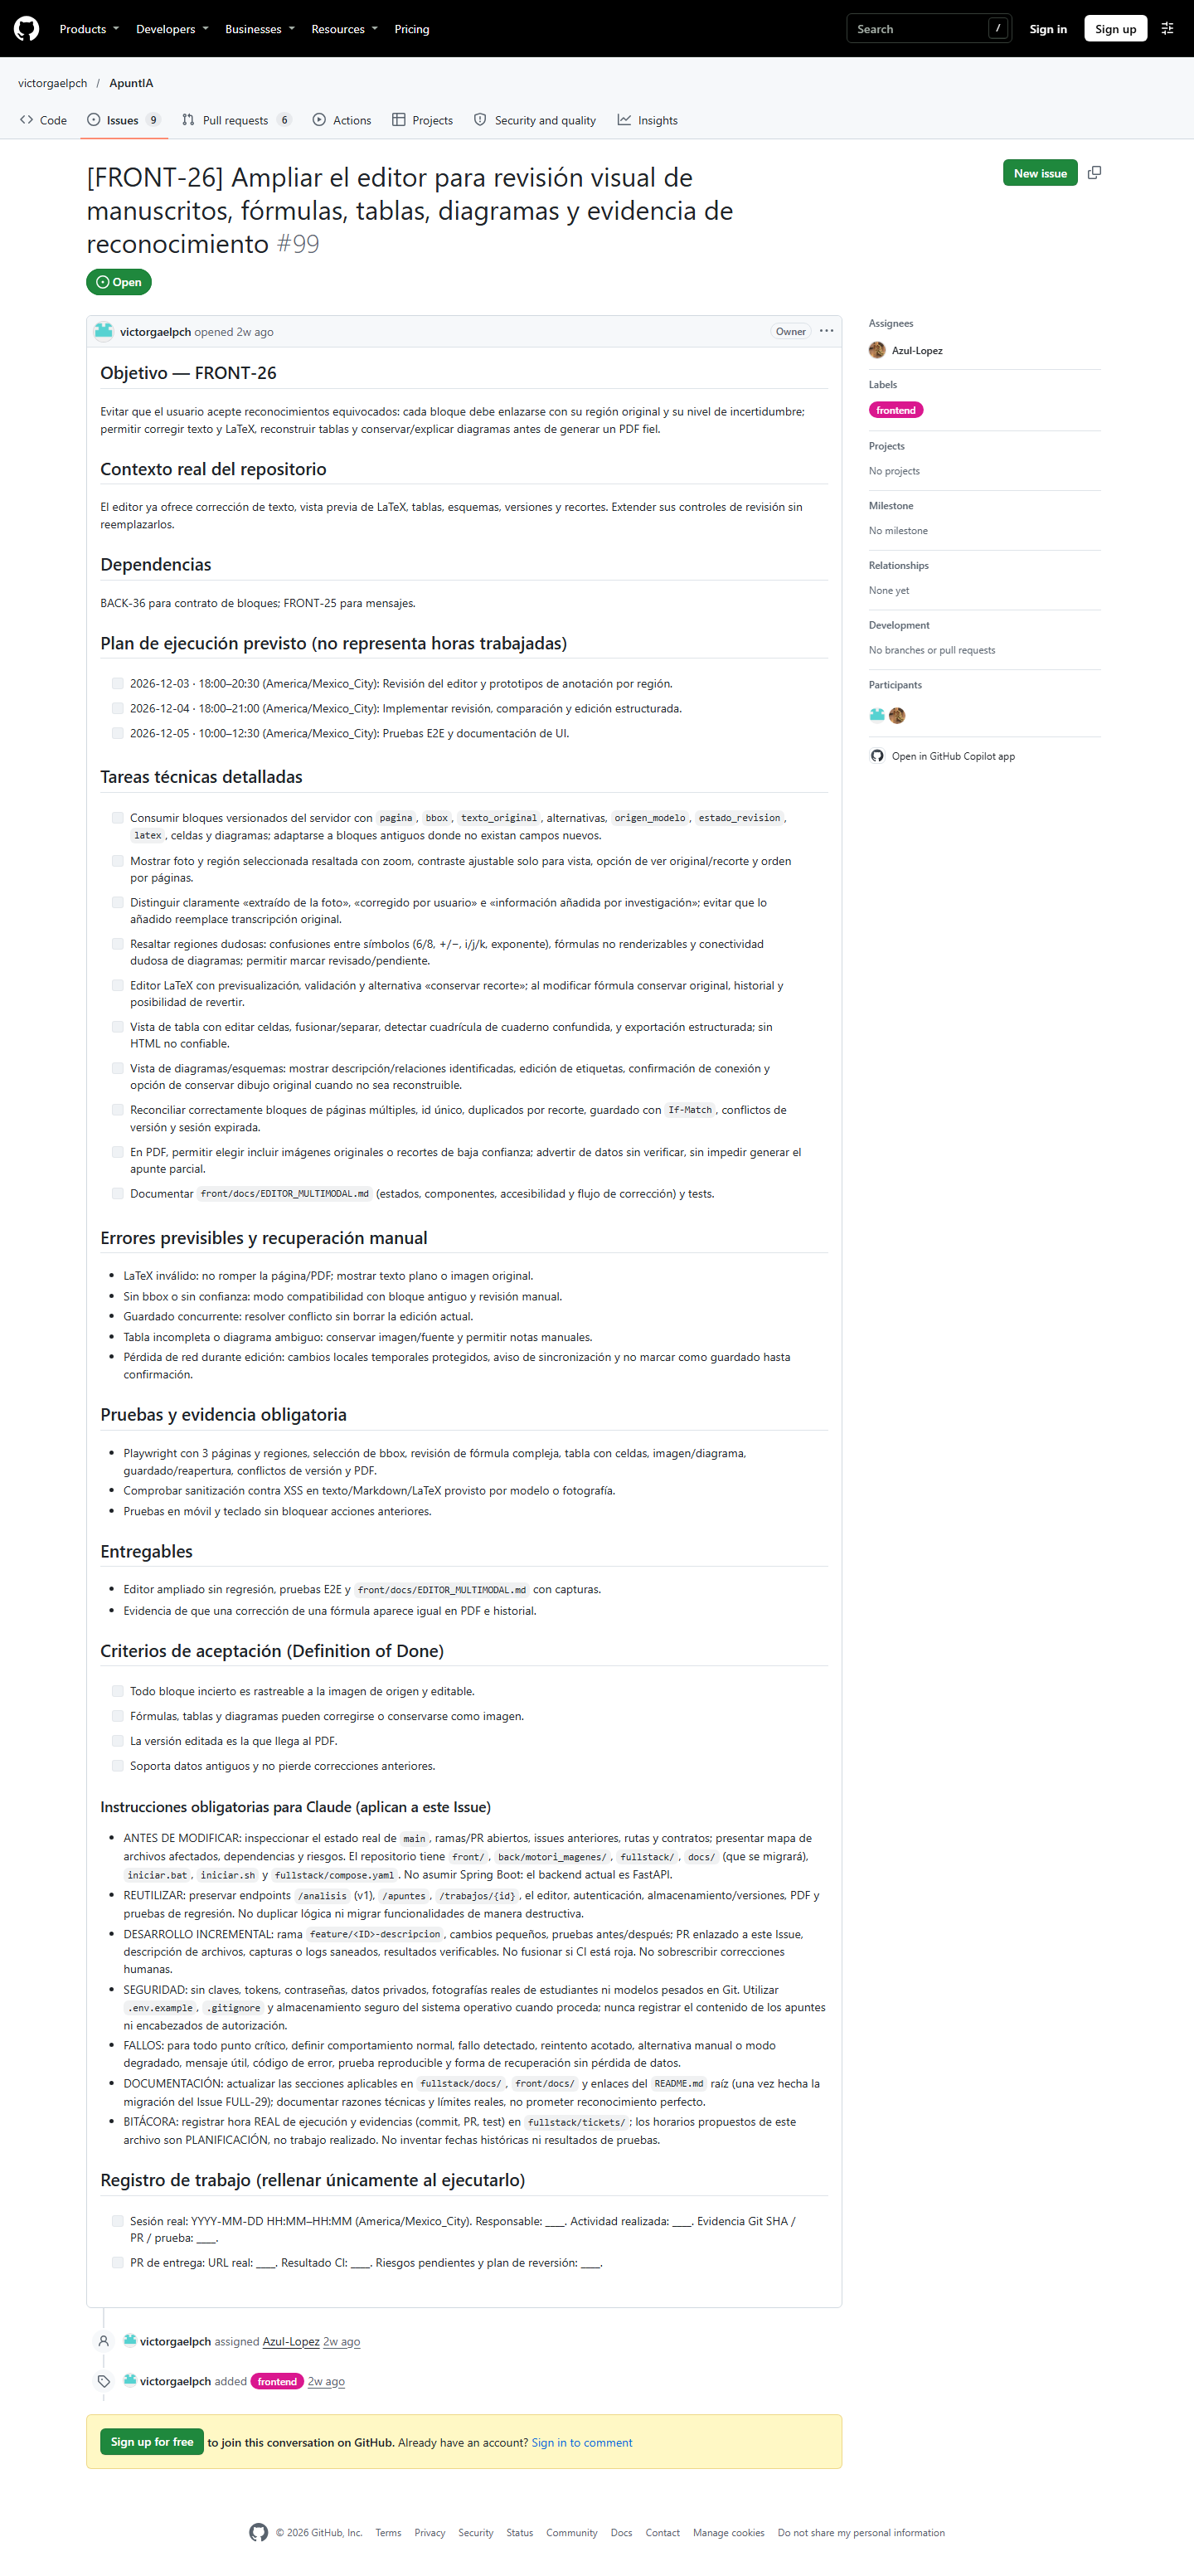 Products
Developers
Businesses
Resources
Pricing
Search
/
Sign in
Sign up
victorgaelpch / ApuntIA
Code
Issues 9
Pull requests 6
Actions
Projects
Security and quality
Insights
[FRONT-26] Ampliar el editor para revisión visual de
manuscritos, fórmulas, tablas, diagramas y evidencia de
reconocimiento #99
New issue
Open
victorgaelpch opened 2w ago
Owner
Objetivo — FRONT-26
Evitar que el usuario acepte reconocimientos equivocados: cada bloque debe enlazarse con su región original y su nivel de incertidumbre;
permitir corregir texto y LaTeX, reconstruir tablas y conservar/explicar diagramas antes de generar un PDF fiel.
Contexto real del repositorio
El editor ya ofrece corrección de texto, vista previa de LaTeX, tablas, esquemas, versiones y recortes. Extender sus controles de revisión sin
reemplazarlos.
Dependencias
BACK-36 para contrato de bloques; FRONT-25 para mensajes.
Plan de ejecución previsto (no representa horas trabajadas)
2026-12-03 · 18:00–20:30 (America/Mexico_City): Revisión del editor y prototipos de anotación por región.
2026-12-04 · 18:00–21:00 (America/Mexico_City): Implementar revisión, comparación y edición estructurada.
2026-12-05 · 10:00–12:30 (America/Mexico_City): Pruebas E2E y documentación de UI.
Tareas técnicas detalladas
Consumir bloques versionados del servidor con pagina, bbox, texto_original, alternativas, origen_modelo, estado_revision,
latex, celdas y diagramas; adaptarse a bloques antiguos donde no existan campos nuevos.
Mostrar foto y región seleccionada resaltada con zoom, contraste ajustable solo para vista, opción de ver original/recorte y orden
por páginas.
Distinguir claramente «extraído de la foto», «corregido por usuario» e «información añadida por investigación»; evitar que lo
añadido reemplace transcripción original.
Resaltar regiones dudosas: confusiones entre símbolos (6/8, +/−, i/j/k, exponente), fórmulas no renderizables y conectividad
dudosa de diagramas; permitir marcar revisado/pendiente.
Editor LaTeX con previsualización, validación y alternativa «conservar recorte»; al modificar fórmula conservar original, historial y
posibilidad de revertir.
Vista de tabla con editar celdas, fusionar/separar, detectar cuadrícula de cuaderno confundida, y exportación estructurada; sin
HTML no confiable.
Vista de diagramas/esquemas: mostrar descripción/relaciones identificadas, edición de etiquetas, confirmación de conexión y
opción de conservar dibujo original cuando no sea reconstruible.
Reconciliar correctamente bloques de páginas múltiples, id único, duplicados por recorte, guardado con If-Match, conflictos de
versión y sesión expirada.
En PDF, permitir elegir incluir imágenes originales o recortes de baja confianza; advertir de datos sin verificar, sin impedir generar el
apunte parcial.
Documentar front/docs/EDITOR_MULTIMODAL.md (estados, componentes, accesibilidad y flujo de corrección) y tests.
Errores previsibles y recuperación manual
LaTeX inválido: no romper la página/PDF; mostrar texto plano o imagen original.
Sin bbox o sin confianza: modo compatibilidad con bloque antiguo y revisión manual.
Guardado concurrente: resolver conflicto sin borrar la edición actual.
Tabla incompleta o diagrama ambiguo: conservar imagen/fuente y permitir notas manuales.
Pérdida de red durante edición: cambios locales temporales protegidos, aviso de sincronización y no marcar como guardado hasta
confirmación.
Pruebas y evidencia obligatoria
Playwright con 3 páginas y regiones, selección de bbox, revisión de fórmula compleja, tabla con celdas, imagen/diagrama,
guardado/reapertura, conflictos de versión y PDF.
Comprobar sanitización contra XSS en texto/Markdown/LaTeX provisto por modelo o fotografía.
Pruebas en móvil y teclado sin bloquear acciones anteriores.
Entregables
Editor ampliado sin regresión, pruebas E2E y front/docs/EDITOR_MULTIMODAL.md con capturas.
Evidencia de que una corrección de una fórmula aparece igual en PDF e historial.
Criterios de aceptación (Definition of Done)
Todo bloque incierto es rastreable a la imagen de origen y editable.
Fórmulas, tablas y diagramas pueden corregirse o conservarse como imagen.
La versión editada es la que llega al PDF.
Soporta datos antiguos y no pierde correcciones anteriores.
Instrucciones obligatorias para Claude (aplican a este Issue)
ANTES DE MODIFICAR: inspeccionar el estado real de main, ramas/PR abiertos, issues anteriores, rutas y contratos; presentar mapa de
archivos afectados, dependencias y riesgos. El repositorio tiene front/, back/motori_magenes/, fullstack/, docs/ (que se migrará),
iniciar.bat, iniciar.sh y fullstack/compose.yaml. No asumir Spring Boot: el backend actual es FastAPI.
REUTILIZAR: preservar endpoints /analisis (v1), /apuntes, /trabajos/{id}, el editor, autenticación, almacenamiento/versiones, PDF y
pruebas de regresión. No duplicar lógica ni migrar funcionalidades de manera destructiva.
DESARROLLO INCREMENTAL: rama feature/<ID>-descripcion, cambios pequeños, pruebas antes/después; PR enlazado a este Issue,
descripción de archivos, capturas o logs saneados, resultados verificables. No fusionar si CI está roja. No sobrescribir correcciones
humanas.
SEGURIDAD: sin claves, tokens, contraseñas, datos privados, fotografías reales de estudiantes ni modelos pesados en Git. Utilizar
.env.example, .gitignore y almacenamiento seguro del sistema operativo cuando proceda; nunca registrar el contenido de los apuntes
ni encabezados de autorización.
FALLOS: para todo punto crítico, definir comportamiento normal, fallo detectado, reintento acotado, alternativa manual o modo
degradado, mensaje útil, código de error, prueba reproducible y forma de recuperación sin pérdida de datos.
DOCUMENTACIÓN: actualizar las secciones aplicables en fullstack/docs/, front/docs/ y enlaces del README.md raíz (una vez hecha la
migración del Issue FULL-29); documentar razones técnicas y límites reales, no prometer reconocimiento perfecto.
BITÁCORA: registrar hora REAL de ejecución y evidencias (commit, PR, test) en fullstack/tickets/; los horarios propuestos de este
archivo son PLANIFICACIÓN, no trabajo realizado. No inventar fechas históricas ni resultados de pruebas.
Registro de trabajo (rellenar únicamente al ejecutarlo)
Sesión real: YYYY-MM-DD HH:MM–HH:MM (America/Mexico_City). Responsable: ____. Actividad realizada: ____. Evidencia Git SHA /
PR / prueba: ____.
PR de entrega: URL real: ____. Resultado CI: ____. Riesgos pendientes y plan de reversión: ____.
victorgaelpch assigned Azul-Lopez 2w ago
victorgaelpch added frontend 2w ago
Sign up for free to join this conversation on GitHub. Already have an account? Sign in to comment
Assignees
Azul-Lopez
Labels
frontend
Projects
No projects
Milestone
No milestone
Relationships
None yet
Development
No branches or pull requests
Participants
Open in GitHub Copilot app
© 2026 GitHub, Inc.
Terms
Privacy
Security
Status
Community
Docs
Contact
Manage cookies
Do not share my personal information